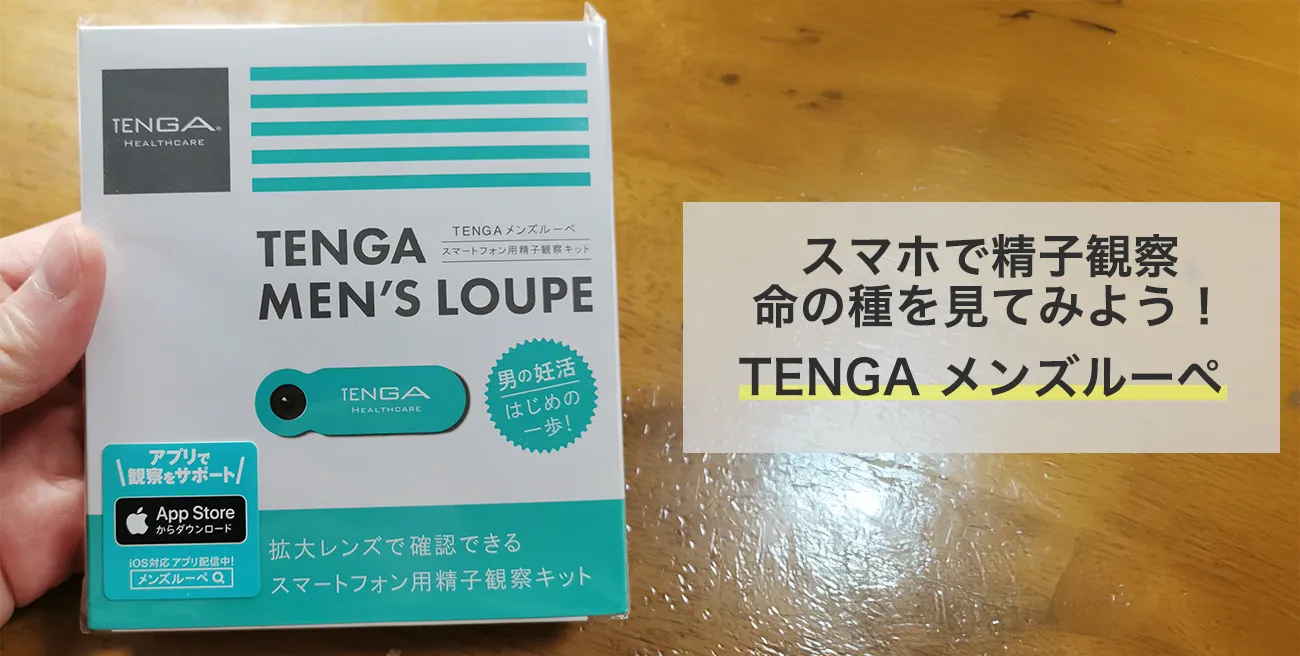 TENGA®
HEALTHCARE
TENGA
MEN'S LOUPE
TENGAメンズルーペ
スマートフォン用精子観察キット
TENGA
HEALTHCARE
男の妊活
はじめの
一歩!
アプリで
\観察をサポート/
App Store
からダウンロード
iOS対応 アプリ配信中!
メンズルーペ
拡大レンズで確認できる
スマートフォン用精子観察キット
スマホで精子観察
命の種を見てみよう！
TENGA メンズルーペ